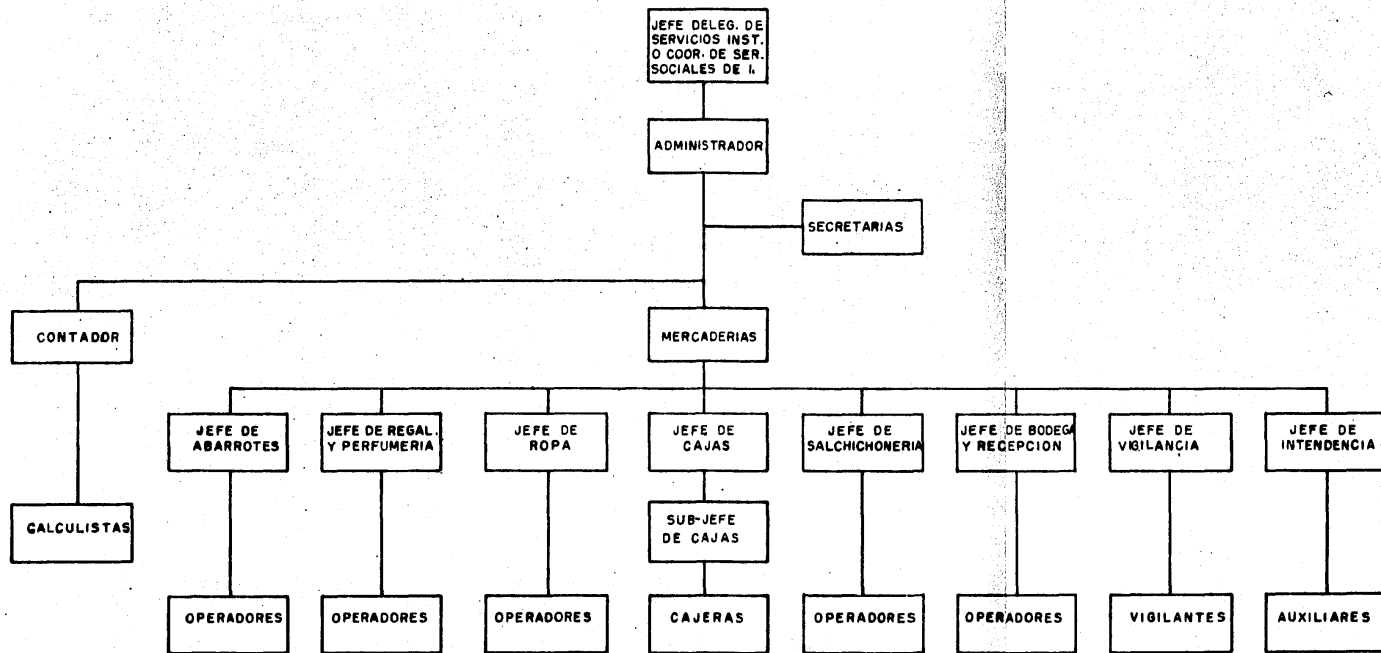 JEFE DELEG. DE
SERVICIOS INST.
O COOR. DE SER.
SOCIALES DE I.
ADMINISTRADOR
SECRETARIAS
CONTADOR
MERCADERIAS
JEFE DE
ABARROTES
JEFE DE REGAL.
Y PERFUMERIA
JEFE DE
ROPA
JEFE DE
CAJAS
JEFE DE
SALCHICHONERIA
JEFE DE BODEGA
Y RECEPCION
JEFE DE
VIGILANCIA
JEFE DE
INTENDENCIA
CALCULISTAS
SUB-JEFE
DE CAJAS
OPERADORES
OPERADORES
OPERADORES
CAJERAS
OPERADORES
OPERADORES
VIGILANTES
AUXILIARES